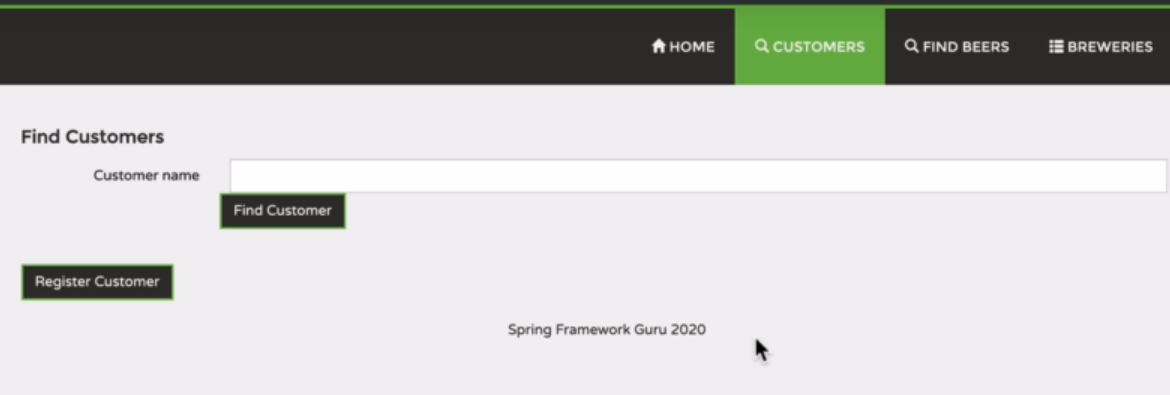 HOME CUSTOMERS FIND BEERS BREWERIES
Find Customers
Customer name
Find Customer
Register Customer
Spring Framework Guru 2020